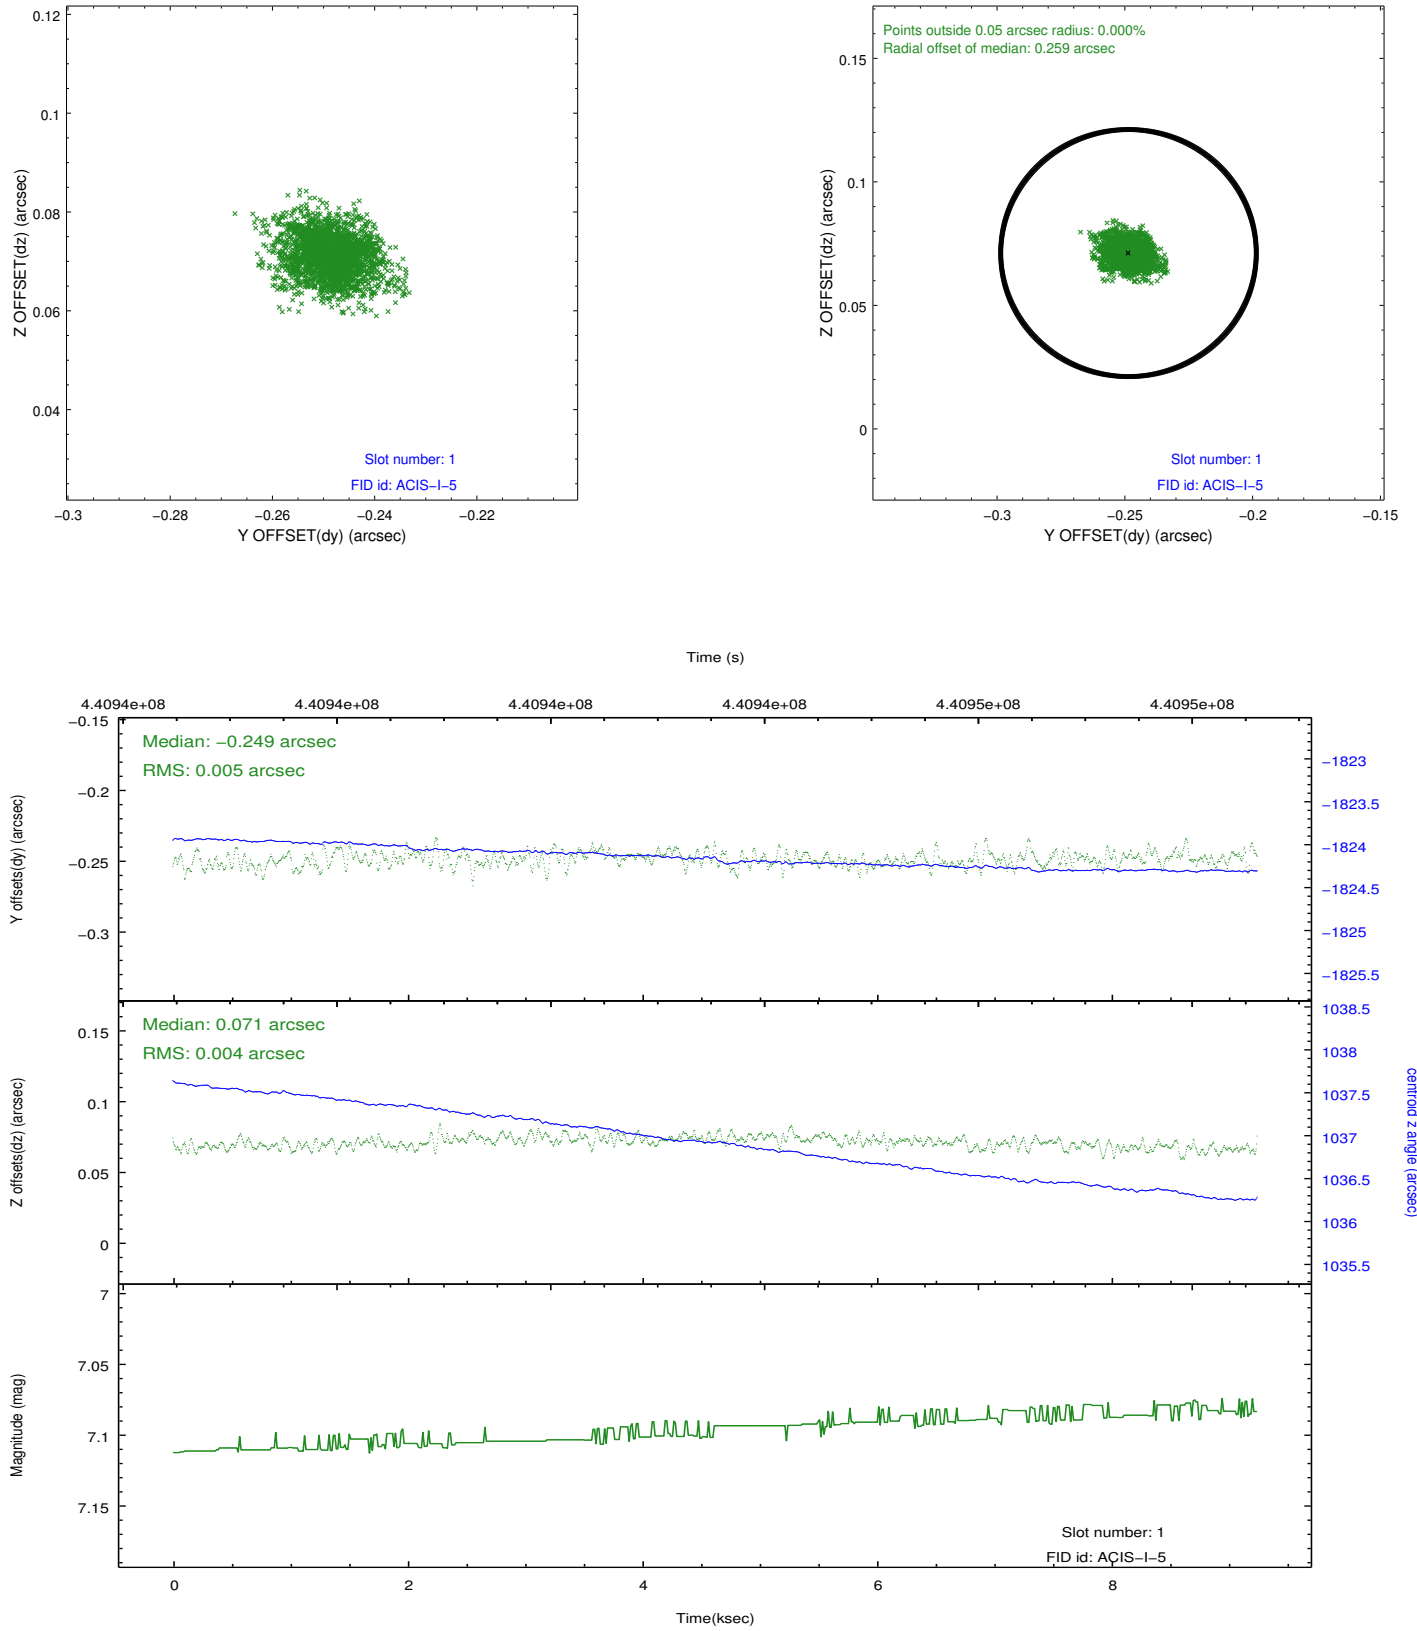 0.12
0.1
0.08
0.06
0.04
Z OFFSET(dz) (arcsec)
−0.3
−0.28
−0.26
−0.24
−0.22
Y OFFSET(dy) (arcsec)
Slot number: 1
FID id: ACIS−I−5
Points outside 0.05 arcsec radius: 0.000%
Radial offset of median: 0.259 arcsec
0.15
0.1
0.05
0
Z OFFSET(dz) (arcsec)
−0.3
−0.25
−0.2
−0.15
Y OFFSET(dy) (arcsec)
Slot number: 1
FID id: ACIS−I−5
Time (s)
4.4094e+08
4.4094e+08
4.4094e+08
4.4094e+08
4.4095e+08
4.4095e+08
−0.15
−0.2
−0.25
−0.3
Y offsets(dy) (arcsec)
Median: −0.249 arcsec
RMS: 0.005 arcsec
−1823
−1823.5
−1824
−1824.5
−1825
−1825.5
0.15
0.1
0.05
0
Z offsets(dz) (arcsec)
Median: 0.071 arcsec
RMS: 0.004 arcsec
1038.5
1038
1037.5
1037
1036.5
1036
1035.5
centroid z angle (arcsec)
7
7.05
7.1
7.15
Magnitude (mag)
Slot number: 1
FID id: ACIS−I−5
0
2
4
6
8
Time(ksec)